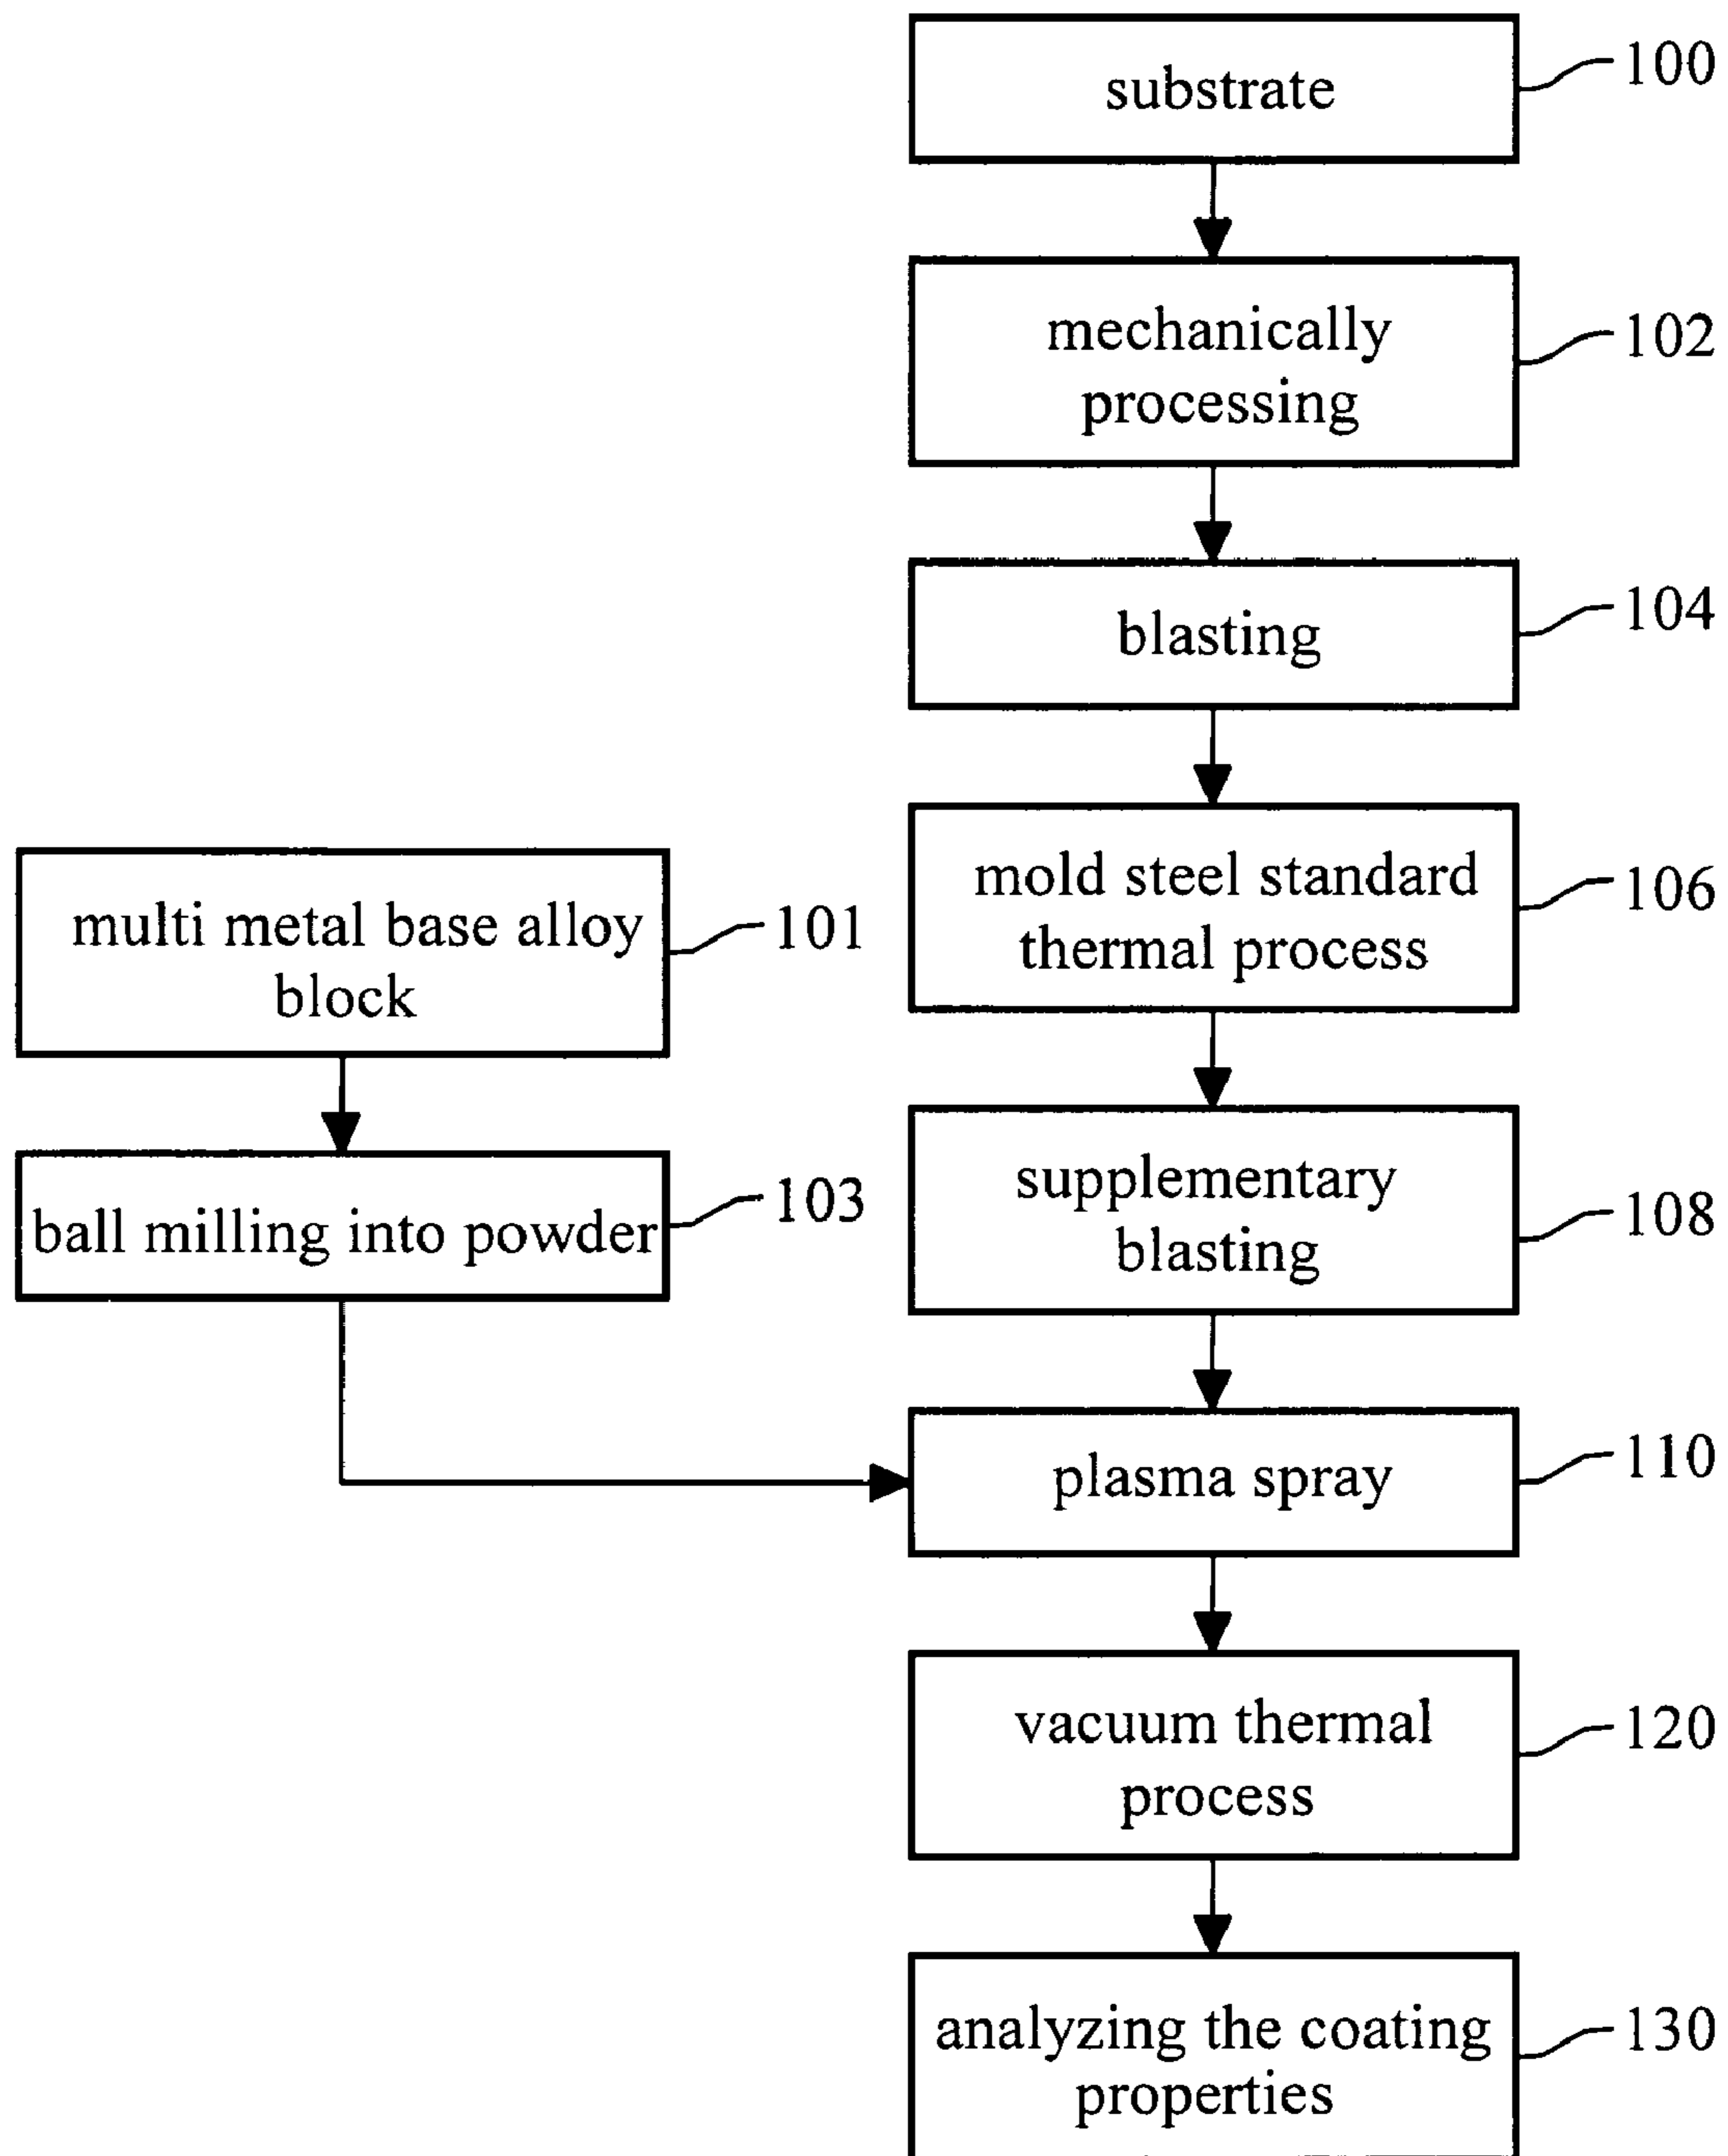 substrate
100
mechanically
processing
102
blasting
104
mold steel standard
thermal process
106
multi metal base alloy
block
101
supplementary
blasting
108
ball milling into powder
103
plasma spray
110
vacuum thermal
process
120
analyzing the coating
properties
130